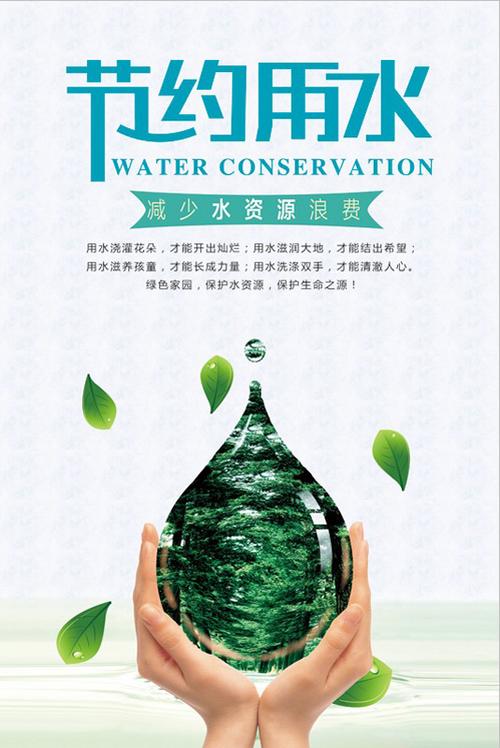 节约用水
WATER CONSERVATION
减少水资源浪费
用水浇灌花朵，才能开出灿烂；用水滋润大地，才能结出希望；
用水滋养孩童，才能长成力量；用水洗涤双手，才能清澈人心。
绿色家园，保护水资源，保护生命之源！